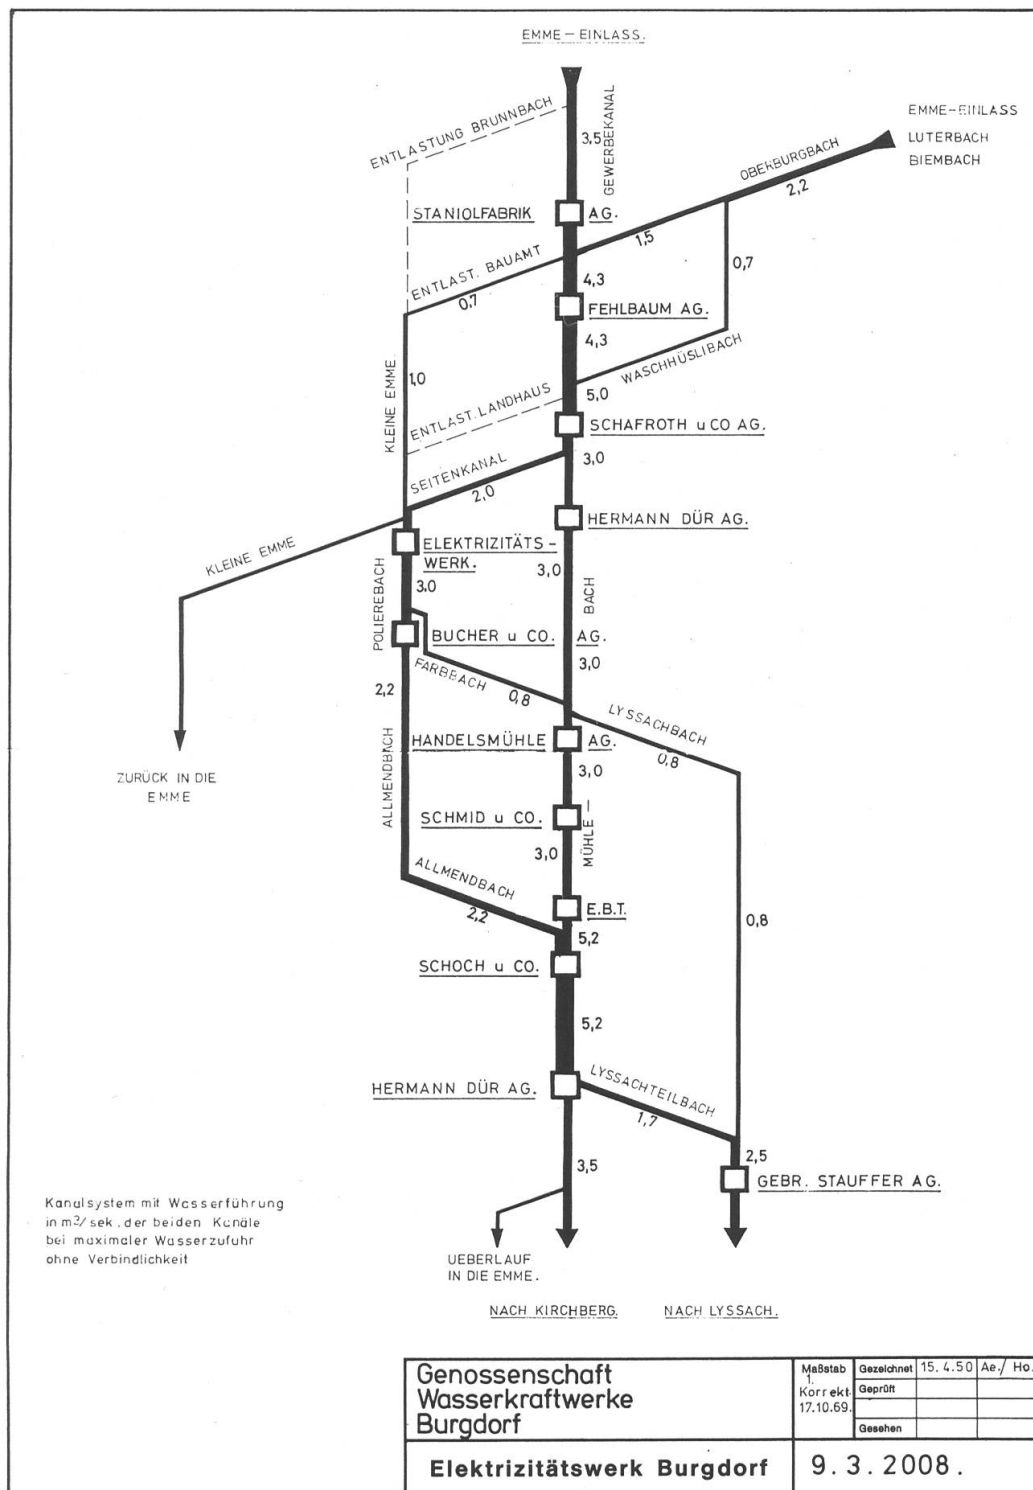 EMME-EINLASS.
ENTLASTUNG BRUNNBACH
3,5
GEWERBEKANAL
EMME-EINLASS
LUTERBACH
BIEMBACH
OBERBURGBACH
2,2
STANIOLFABRIK AG.
1,5
ENTLAST. BAUAMT
0,7
4,3
0,7
FEHLBAUM AG.
4,3
WASCHHÜSLIBACH
KLEINE EMME
1,0
ENTLAST. LANDHAUS
5,0
SCHAFROTH u CO AG.
3,0
SEITENKANAL
2,0
HERMANN DÜR AG.
KLEINE EMME
ELEKTRIZITÄTS-
WERK.
3,0
3.0
POLIEREBACH
BACH
BUCHER u CO. AG.
FARBBACH
0,8
3,0
2,2
LYSSACHBACH
0,8
HANDELSMÜHLE AG.
3,0
ALLMENDBACH
ZURÜCK IN DIE
EMME
SCHMID u CO.
MÜHLE-
3,0
ALLMENDBACH
2,2
E.B.T.
0,8
5,2
SCHOCH u CO.
5,2
LYSSACHTEILBACH
1,7
HERMANN DÜR AG.
3,5
2,5
GEBR. STAUFFER AG.
Kanalsystem mit Wasserführung
in m3/sek. der beiden Kanäle
bei maximaler Wasserzufuhr
ohne Verbindlichkeit
UEBERLAUF
IN DIE EMME.
NACH KIRCHBERG. NACH LYSSACH.
Genossenschaft
Wasserkraftwerke
Burgdorf
Maßstab
1.
Korrekt.
17.10.69.
Gezeichnet 15.4.50 Ae./Ho.
Geprüft
Gesehen
Elektrizitätswerk Burgdorf
9.3.2008.